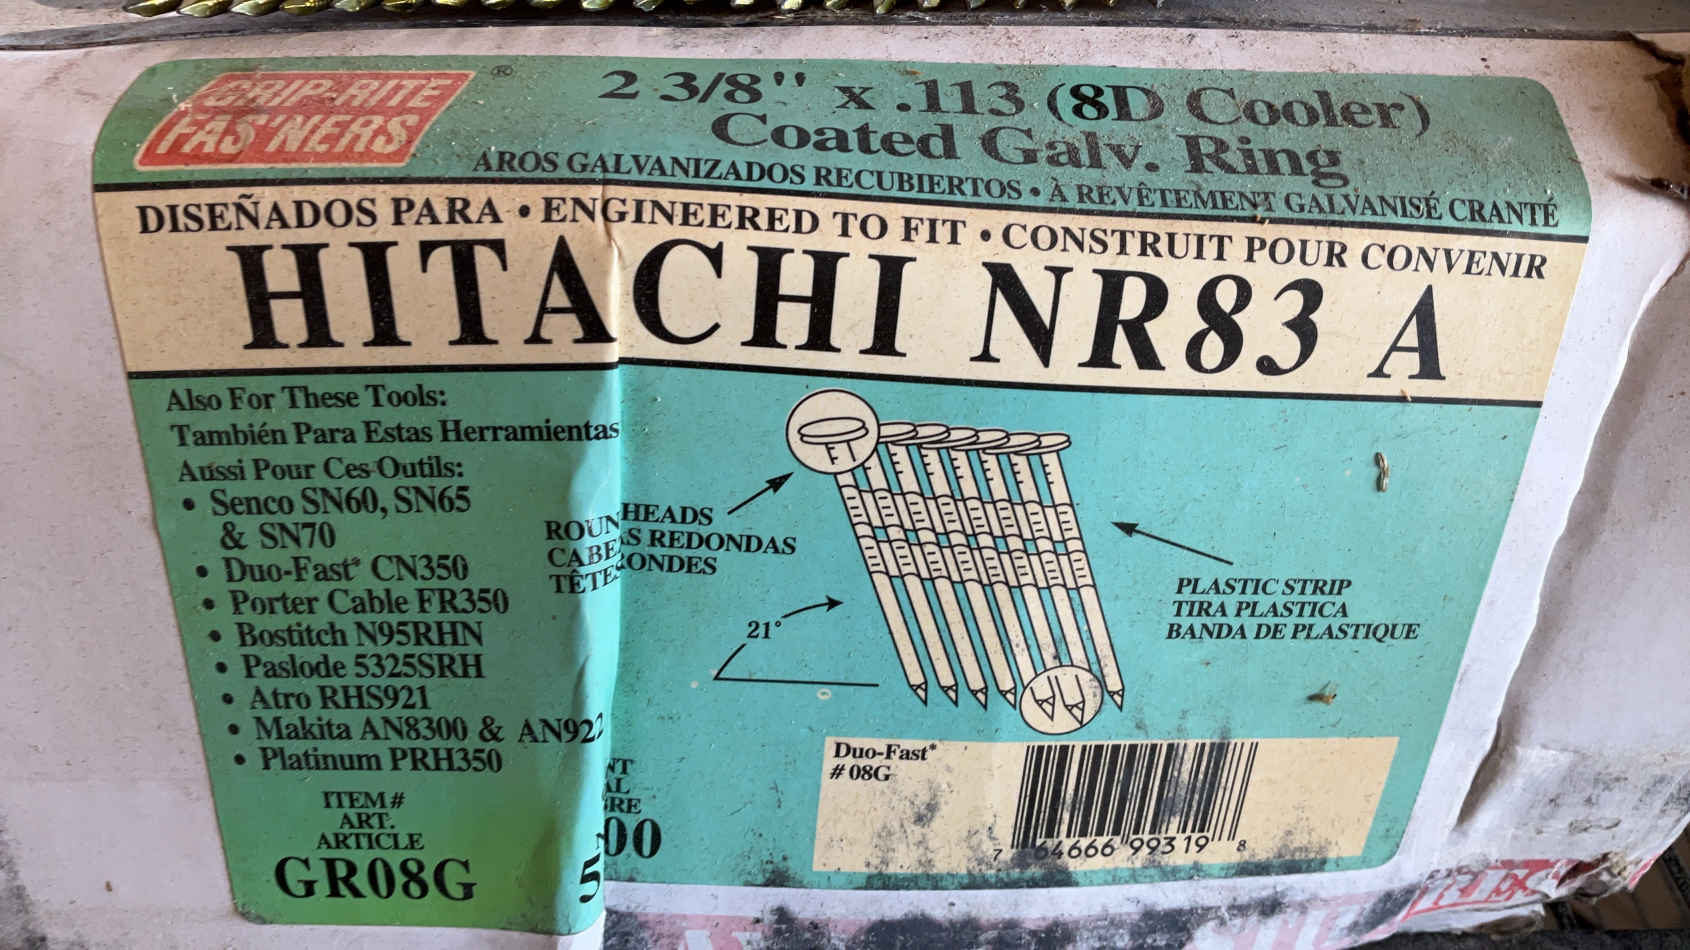 GRIP-RITE
FAS'NERS
®
2 3/8" x .113 (8D Cooler)
Coated Galv. Ring
AROS GALVANIZADOS RECUBIERTOS • À REVÊTEMENT GALVANISÉ CRANTÉ
DISEÑADOS PARA • ENGINEERED TO FIT • CONSTRUIT POUR CONVENIR
HITACHI NR83 A
Also For These Tools:
También Para Estas Herramientas
Aussi Pour Ces Outils:
• Senco SN60, SN65
& SN70
• Duo-Fast* CN350
• Porter Cable FR350
• Bostitch N95RHN
• Paslode 5325SRH
• Atro RHS921
• Makita AN8300 & AN922
• Platinum PRH350
ITEM #
ART.
ARTICLE
GR08G
HEADS
REDONDAS
21°
PLASTIC STRIP
TIRA PLASTICA
BANDA DE PLASTIQUE
Duo-Fast*
# 08G
7 64666 99319 8